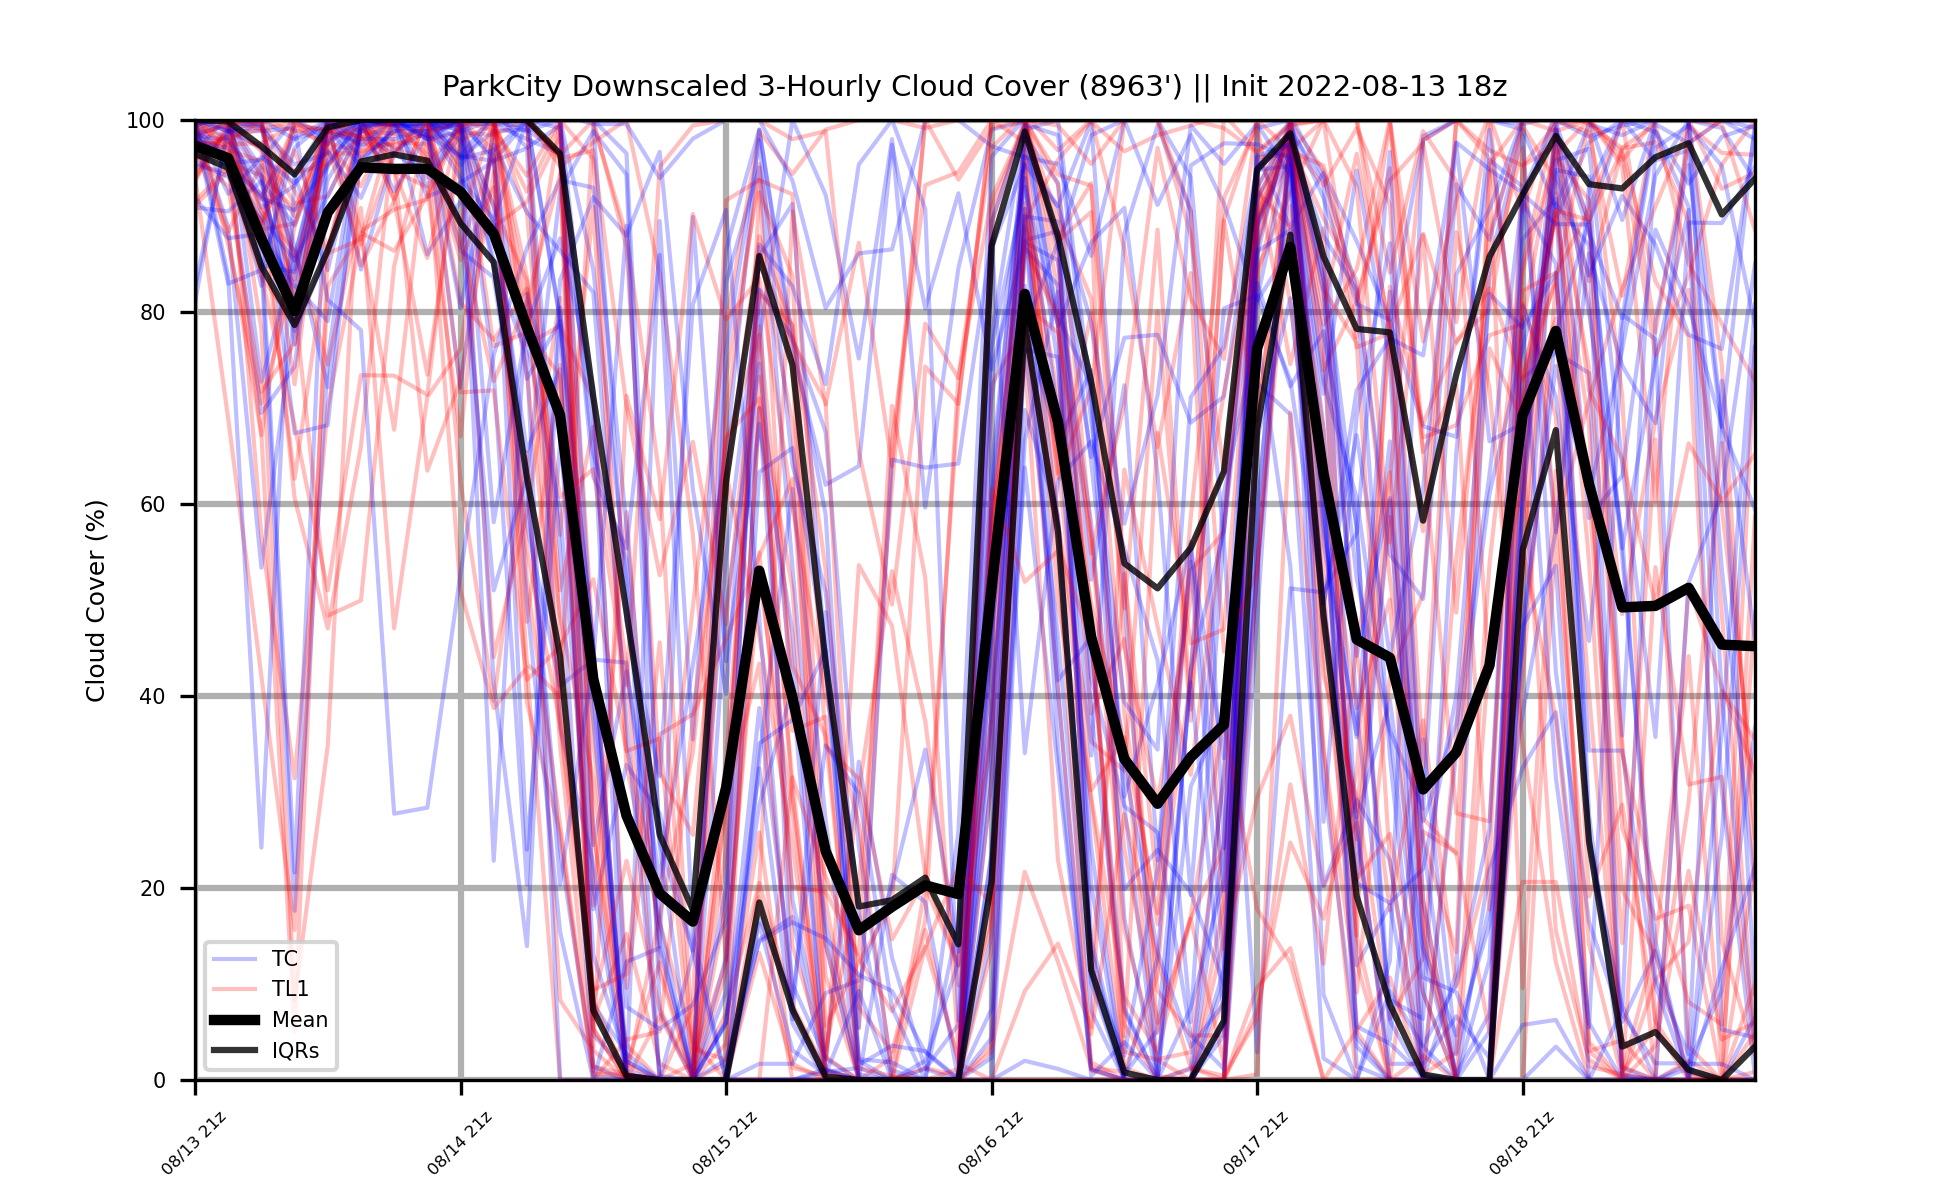 ParkCity Downscaled 3-Hourly Cloud Cover (8963') || Init 2022-08-13 18z
Cloud Cover (%)
100
80
60
40
20
0
TC
TL1
Mean
IQRs
08/13 21z
08/14 21z
08/15 21z
08/16 21z
08/17 21z
08/18 21z